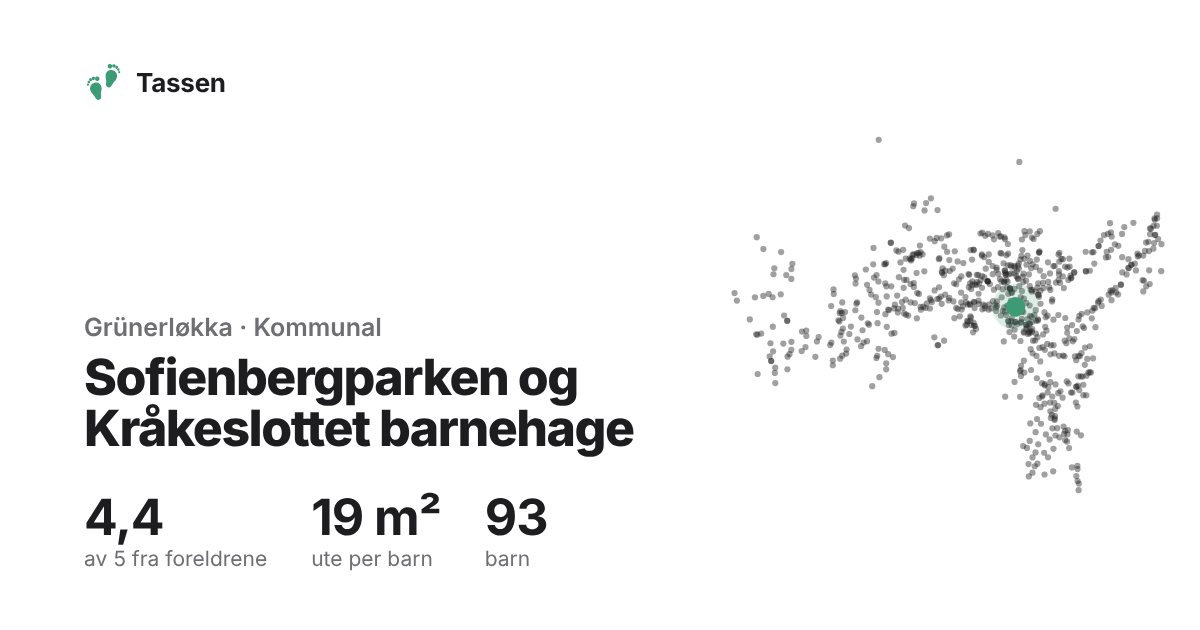 Tassen
Grünerløkka · Kommunal
Sofienbergparken og
Kråkeslottet barnehage
4,4
av 5 fra foreldrene
19 m²
ute per barn
93
barn